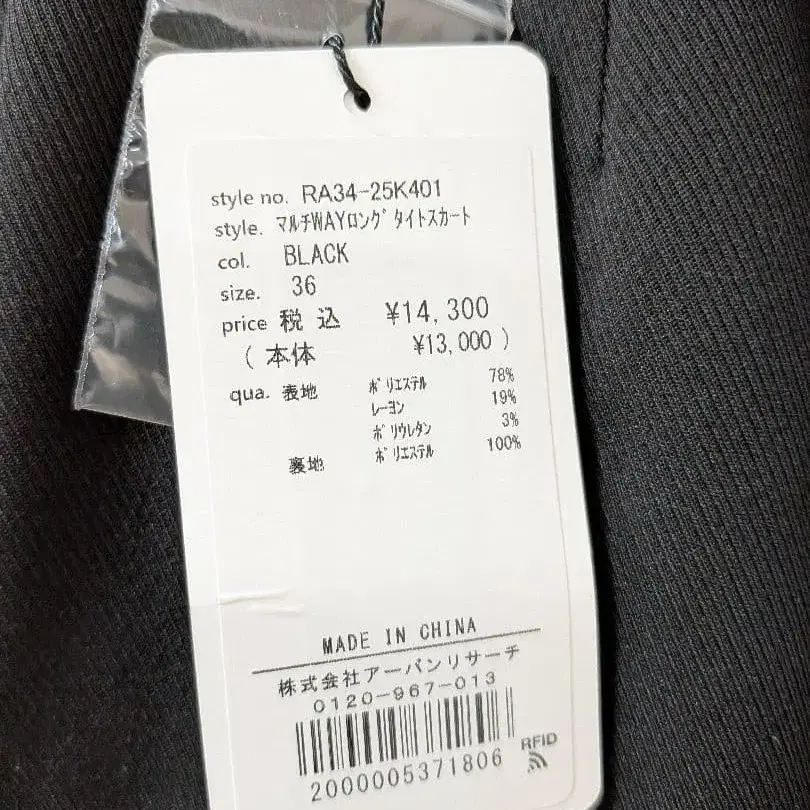 style no. RA34-25K401
style. ﾏﾙﾁWAYﾛﾝｸﾞﾀｲﾄｽｶｰﾄ
col. BLACK
size. 36
price 税込 ¥14,300
(本体 ¥13,000)
qua. 表地 ﾎﾟﾘｴｽﾃﾙ 78%
ﾚｰﾖﾝ 19%
ﾎﾟﾘｳﾚﾀﾝ 3%
裏地 ﾎﾟﾘｴｽﾃﾙ 100%
MADE IN CHINA
株式会社アーバンリサーチ
0120-967-013
RFID
2000005371806